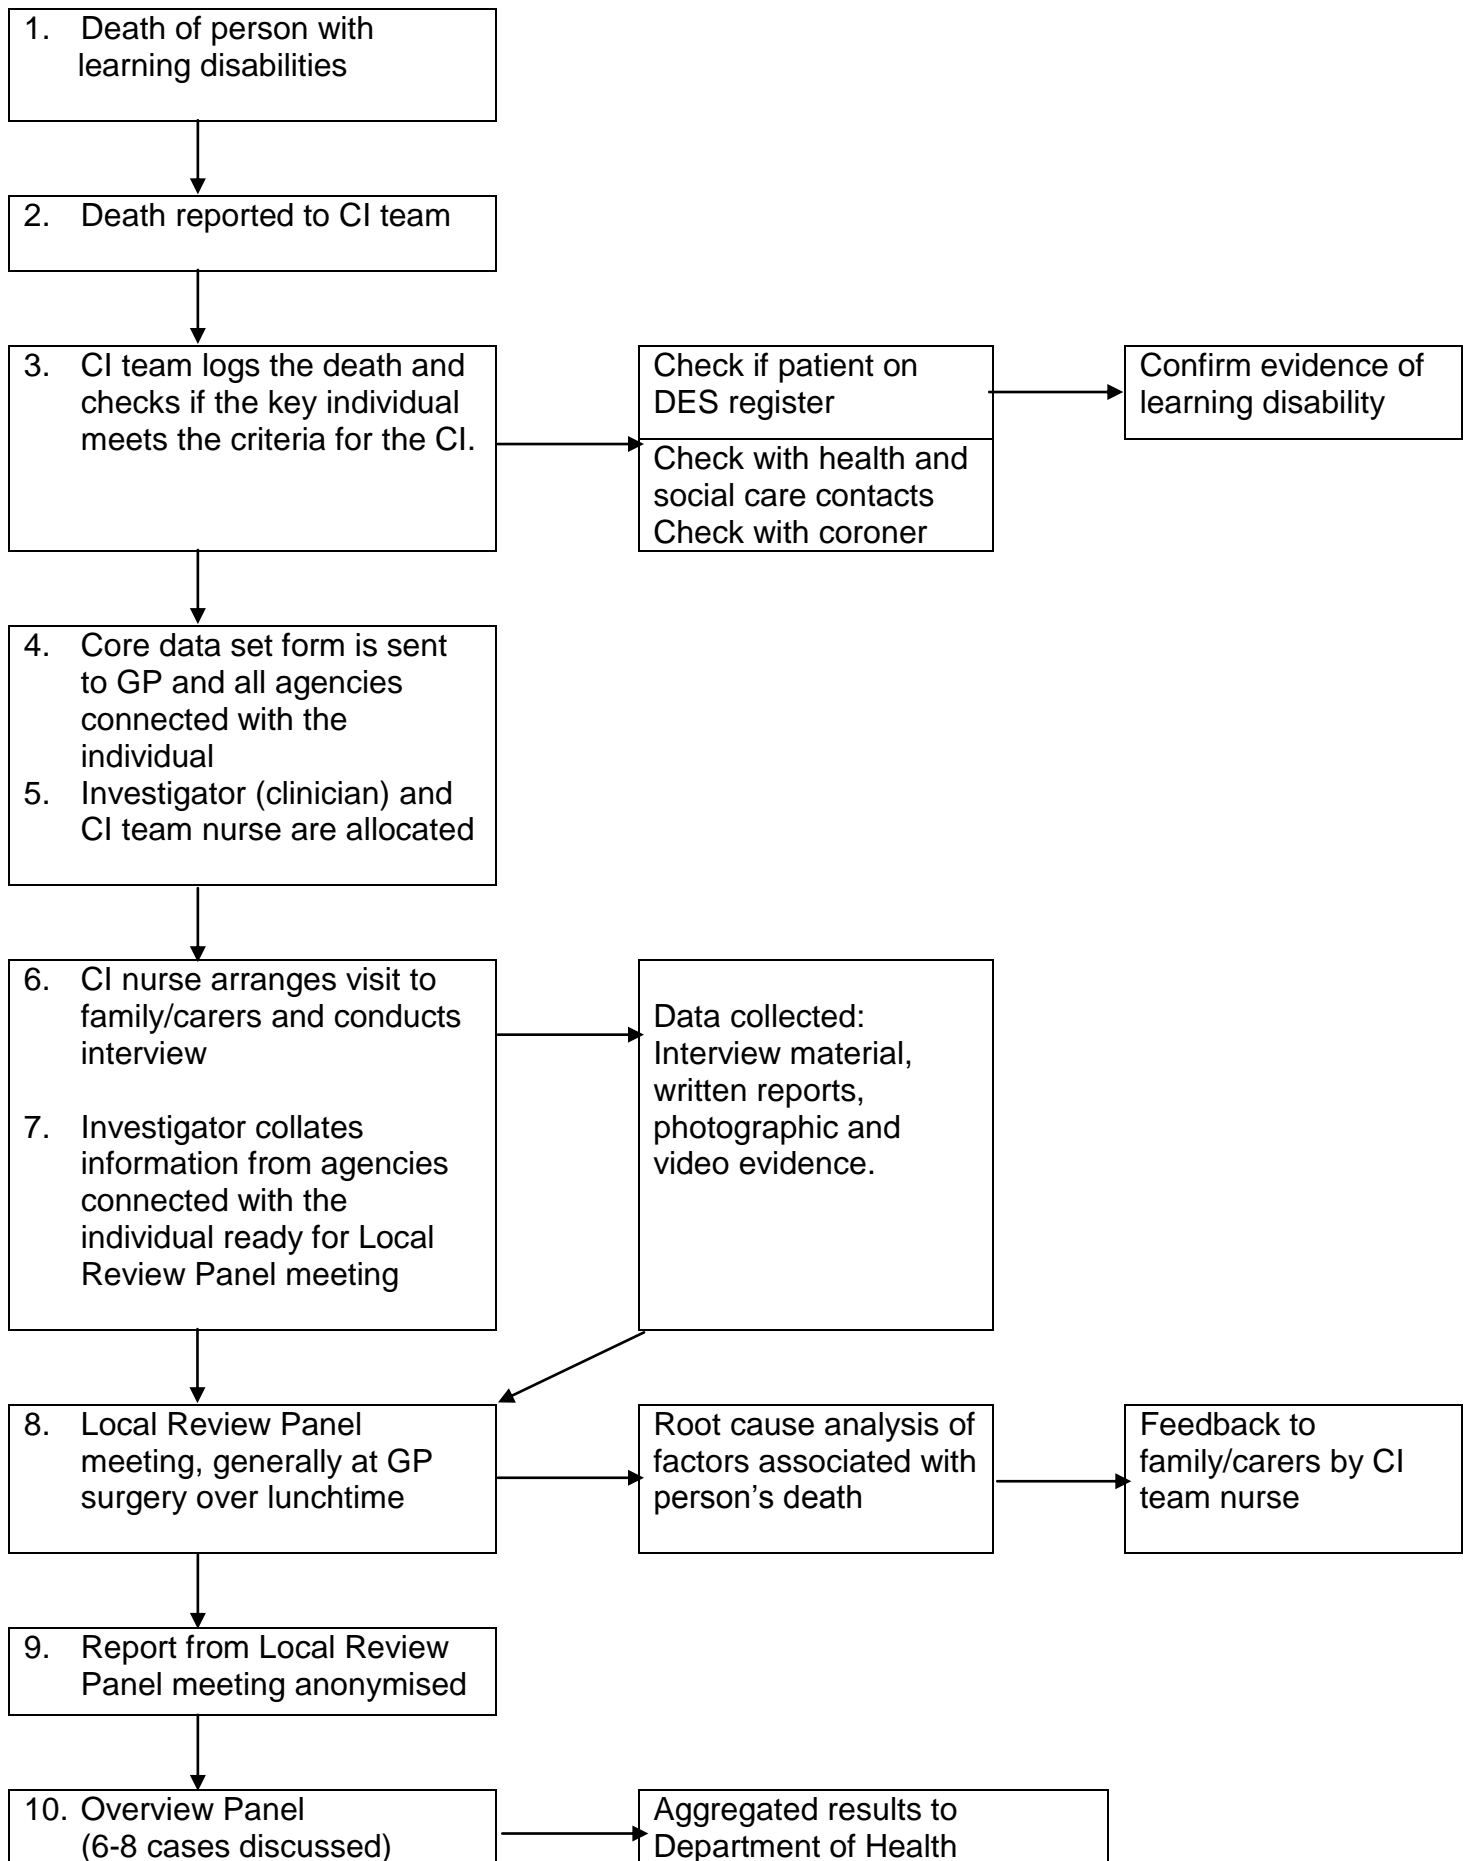 1. Death of person with
learning disabilities
2. Death reported to CI team
3. CI team logs the death and
checks if the key individual
meets the criteria for the CI.
Check if patient on
DES register
Check with health and
social care contacts
Check with coroner
Confirm evidence of
learning disability
4. Core data set form is sent
to GP and all agencies
connected with the
individual
5. Investigator (clinician) and
CI team nurse are allocated
6. CI nurse arranges visit to
family/carers and conducts
interview
7. Investigator collates
information from agencies
connected with the
individual ready for Local
Review Panel meeting
Data collected:
Interview material,
written reports,
photographic and
video evidence.
8. Local Review Panel
meeting, generally at GP
surgery over lunchtime
Root cause analysis of
factors associated with
person’s death
Feedback to
family/carers by CI
team nurse
9. Report from Local Review
Panel meeting anonymised
10. Overview Panel
(6-8 cases discussed)
Aggregated results to
Department of Health